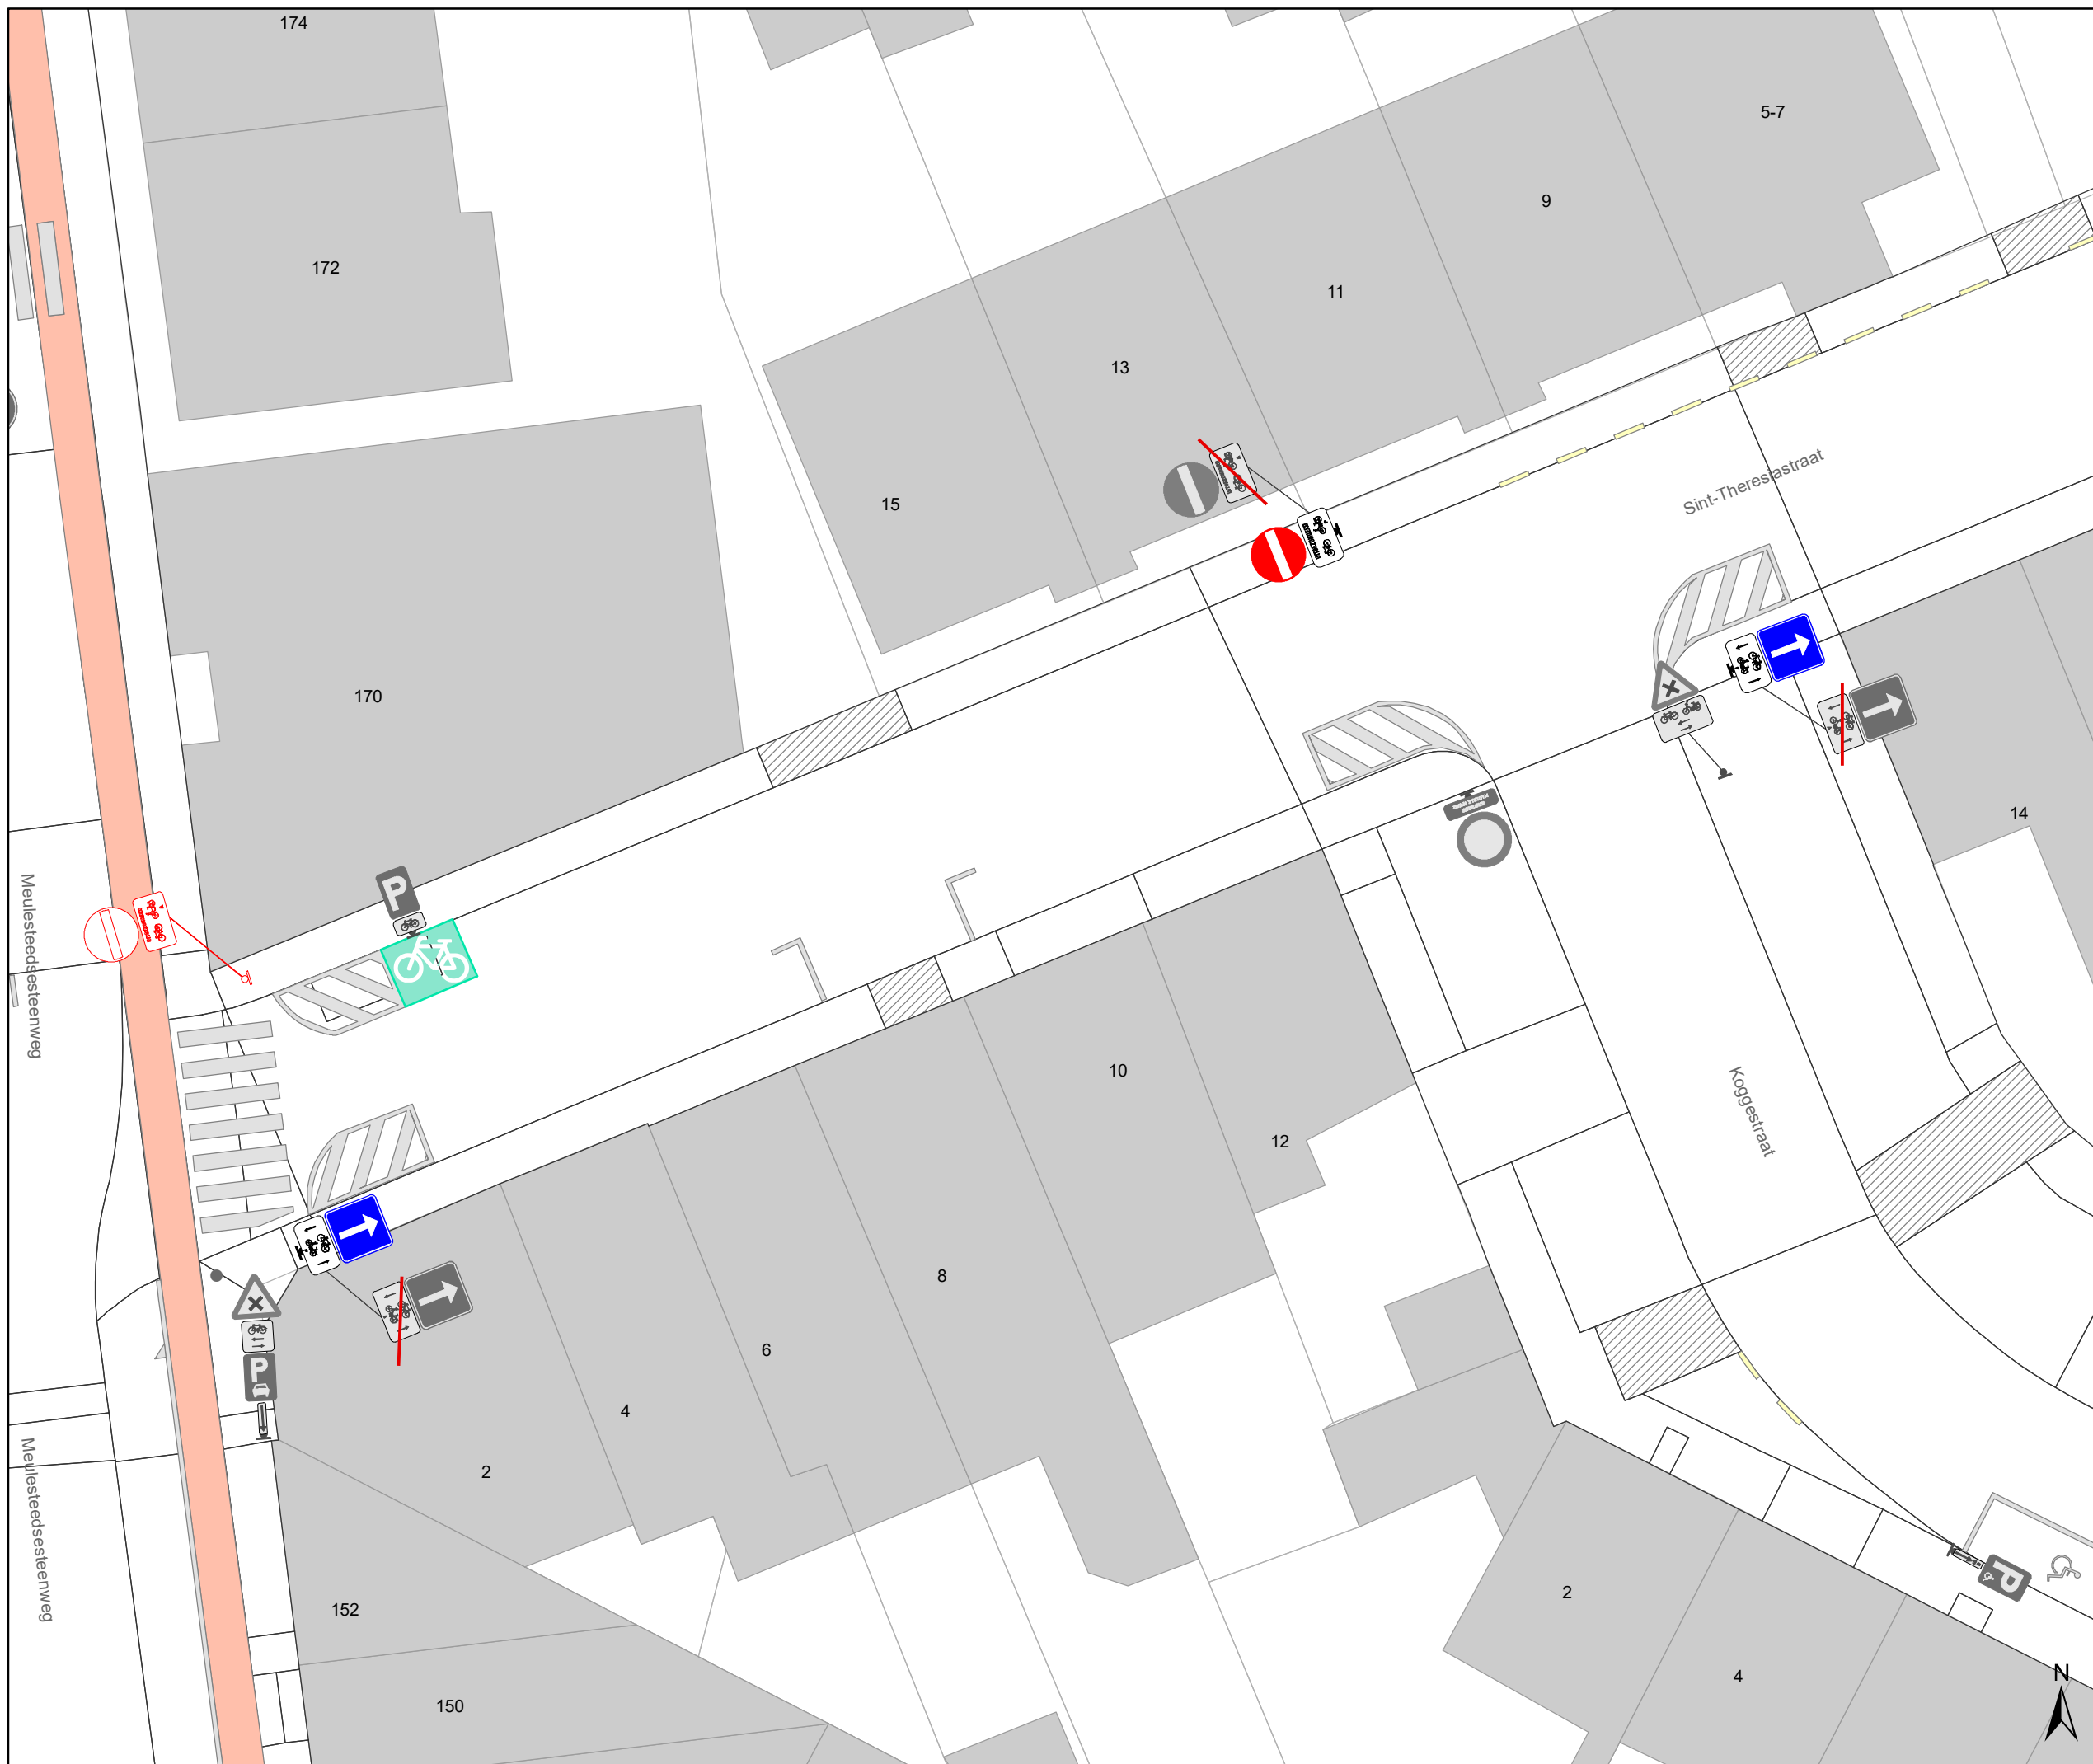 174
5-7
9
172
11
13
Sint-Theresiastraat
15
170
14
P
Meulesteedsesteenweg
10
Koggestraat
12
8
6
P
4
2
Meulesteedsesteenweg
P
2
152
4
N
150